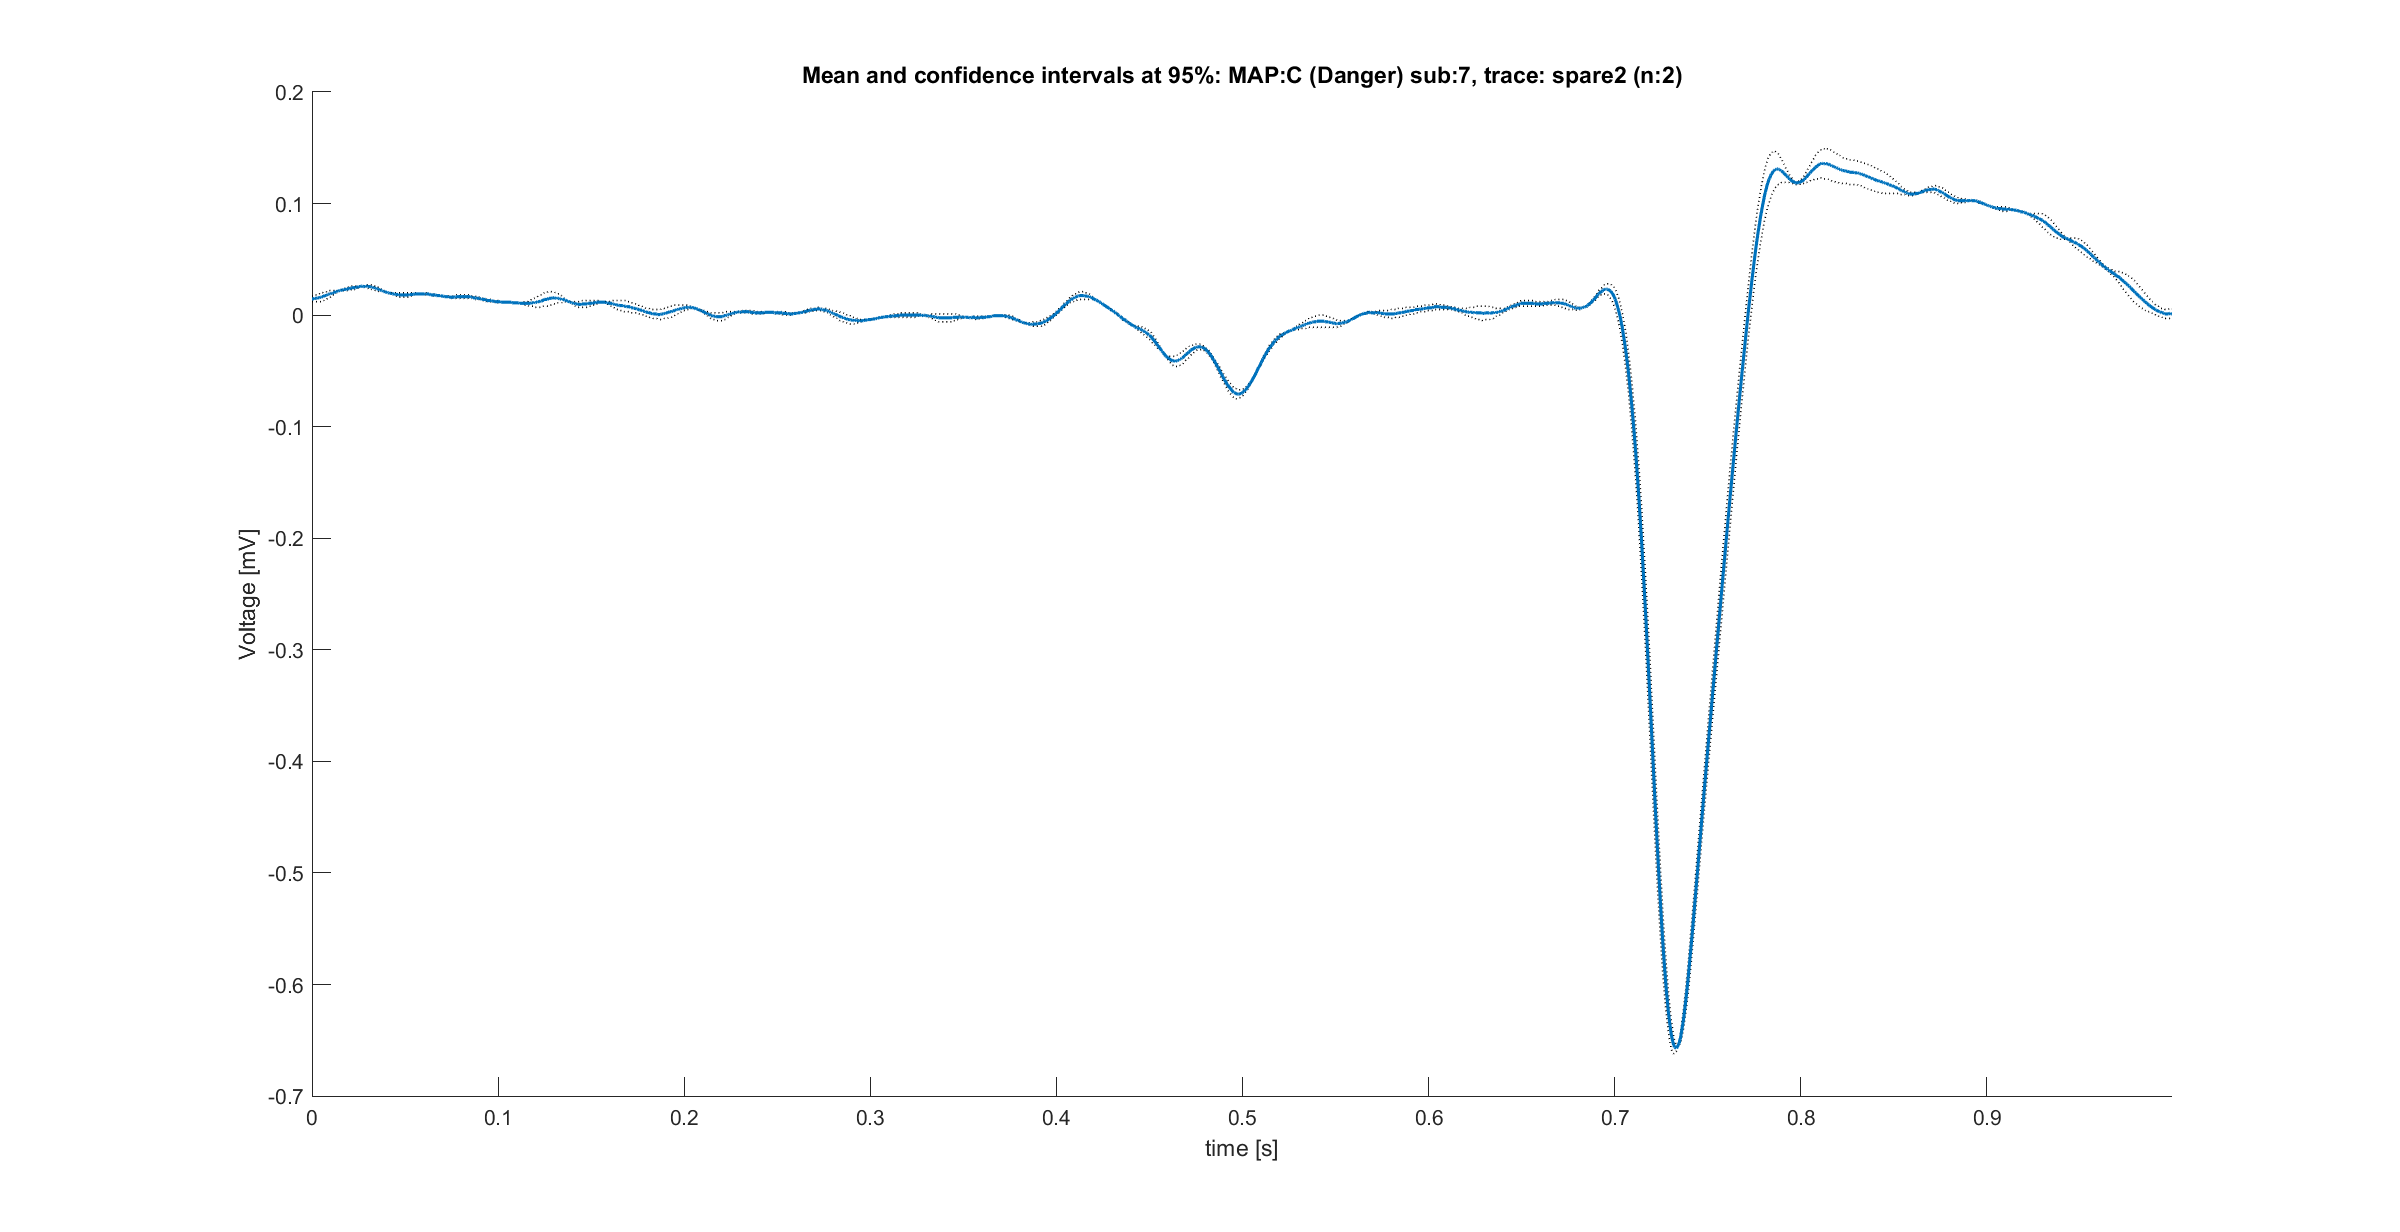 Mean and confidence intervals at 95%: MAP:C (Danger) sub:7, trace: spare2 (n:2)
0.2
0.1
0
-0.1
-0.2
-0.3
-0.4
-0.5
-0.6
-0.7
Voltage [mV]
0 0.1 0.2 0.3 0.4 0.5 0.6 0.7 0.8 0.9
time [s]